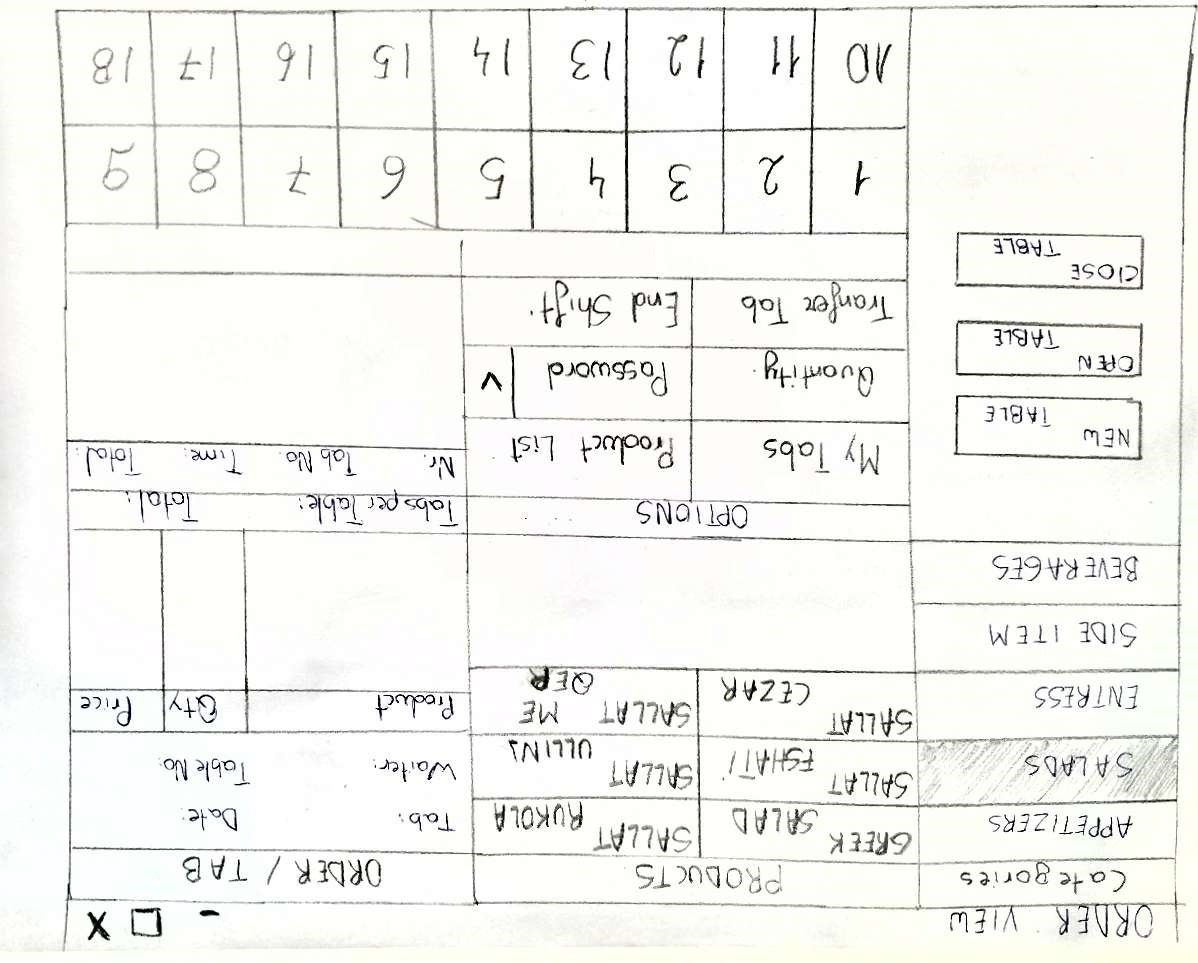 ORDER VIEW - □ X
Categories
PRODUCTS
ORDER / TAB
APPETIZERS
SALADS
ENTRESS
SIDE ITEM
BEVERAGES
GREEK SALAD
SALLAT RUKOLA
SALLAT FSHATI
SALLAT ULLINJ
SALLAT CEZAR
SALLAT ME QER
Tab: Date:
Waiter: Table No:
Product Qty Price
OPTIONS
My Tabs Product List
Quantity. Password V
Tranfer Tab End Shift.
Tabs per Table: Total:
Nr. Tab No. Time: Total:
NEW TABLE
OPEN TABLE
ClOSE TABLE
1 2 3 4 5 6 7 8 9
10 11 12 13 14 15 16 17 18